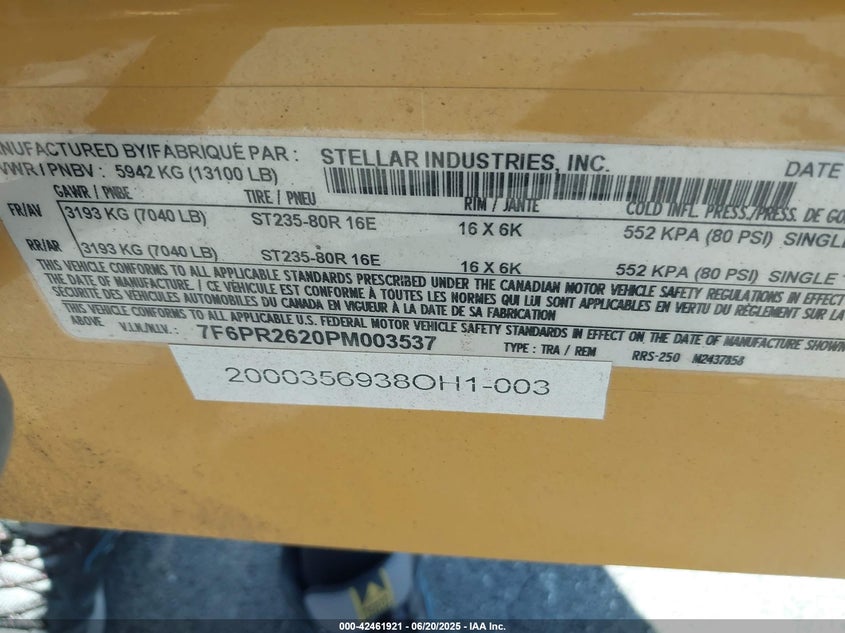 NUFACTURED BY/FABRIQUÉ PAR : STELLAR INDUSTRIES, INC. DATE
VWR / PNBV : 5942 KG (13100 LB)
GAWR / PNBE TIRE / PNEU RIM / JANTE COLD INFL. PRESS./PRESS. DE GO
FR/AV 3193 KG (7040 LB) ST235-80R 16E 16 X 6K 552 KPA (80 PSI) SINGLE
RR/AR 3193 KG (7040 LB) ST235-80R 16E 16 X 6K 552 KPA (80 PSI) SINGLE
THIS VEHICLE CONFORMS TO ALL APPLICABLE STANDARDS PRESCRIBED UNDER THE CANADIAN MOTOR VEHICLE SAFETY REGULATIONS IN EFFECT
THE DATE OF MANUFACTURE. / CE VÉHICULE EST CONFORME À TOUTES LES NORMES QUI LUI SONT APPLICABLES EN VERTU DU RÉGLEMENT SUR
SÉCURITÉ DES VÉHICULES AUTOMOBILES DU CANADA EN VIGUEUR À LA DATE DE SA FABRICATION
THIS VEHICLE CONFORMS TO ALL APPLICABLE U.S. FEDERAL MOTOR VEHICLE SAFETY STANDARDS IN EFFECT ON THE DATE OF MANUFACTURE
ABOVE V.I.N./N.I.V.: 7F6PR2620PM003537 TYPE : TRA / REM RRS-250 M2437858
2000356938OH1-003
000-42461921 - 06/20/2025 - IAA Inc.